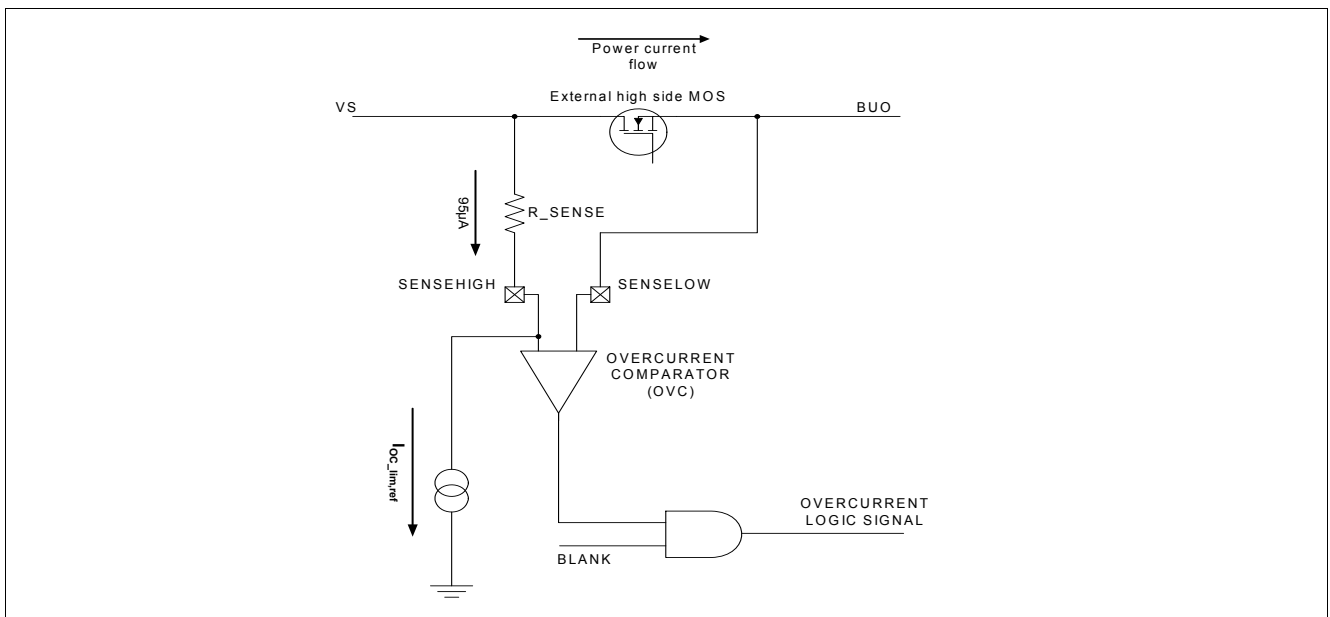 Power current
flow
External high side MOS
VS
BUO
95µA
R_SENSE
SENSEHIGH
SENSELOW
OVERCURRENT
COMPARATOR
(OVC)
IOC_lim,ref
OVERCURRENT
LOGIC SIGNAL
BLANK